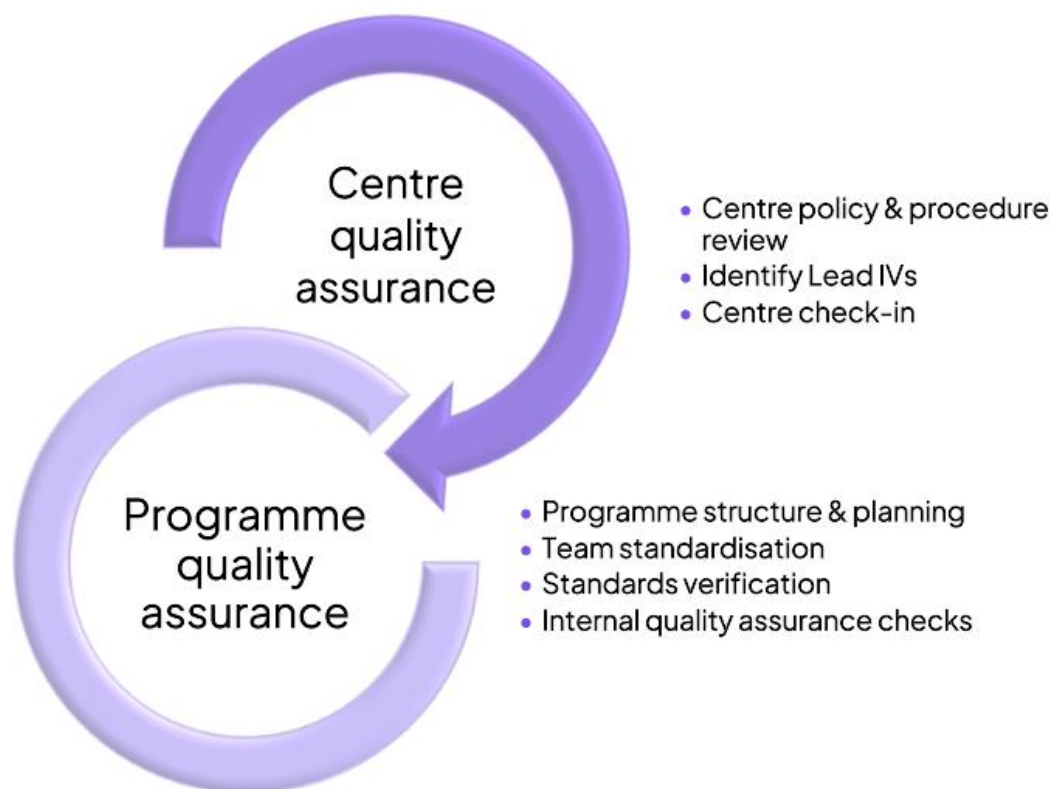 Centre
quality
assurance
• Centre policy & procedure
review
• Identify Lead IVs
• Centre check-in
Programme
quality
assurance
• Programme structure & planning
• Team standardisation
• Standards verification
• Internal quality assurance checks